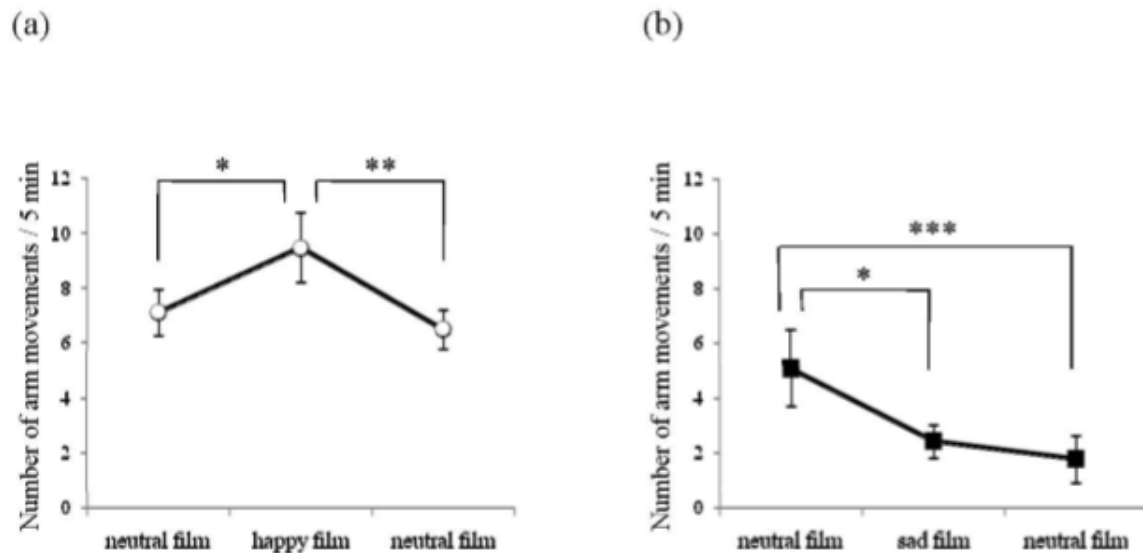 (a)
(b)
Number of arm movements / 5 min
12
10
8
6
4
2
0
*
**
neutral film
happy film
neutral film
Number of arm movements / 5 min
12
10
8
6
4
2
0
***
*
neutral film
sad film
neutral film